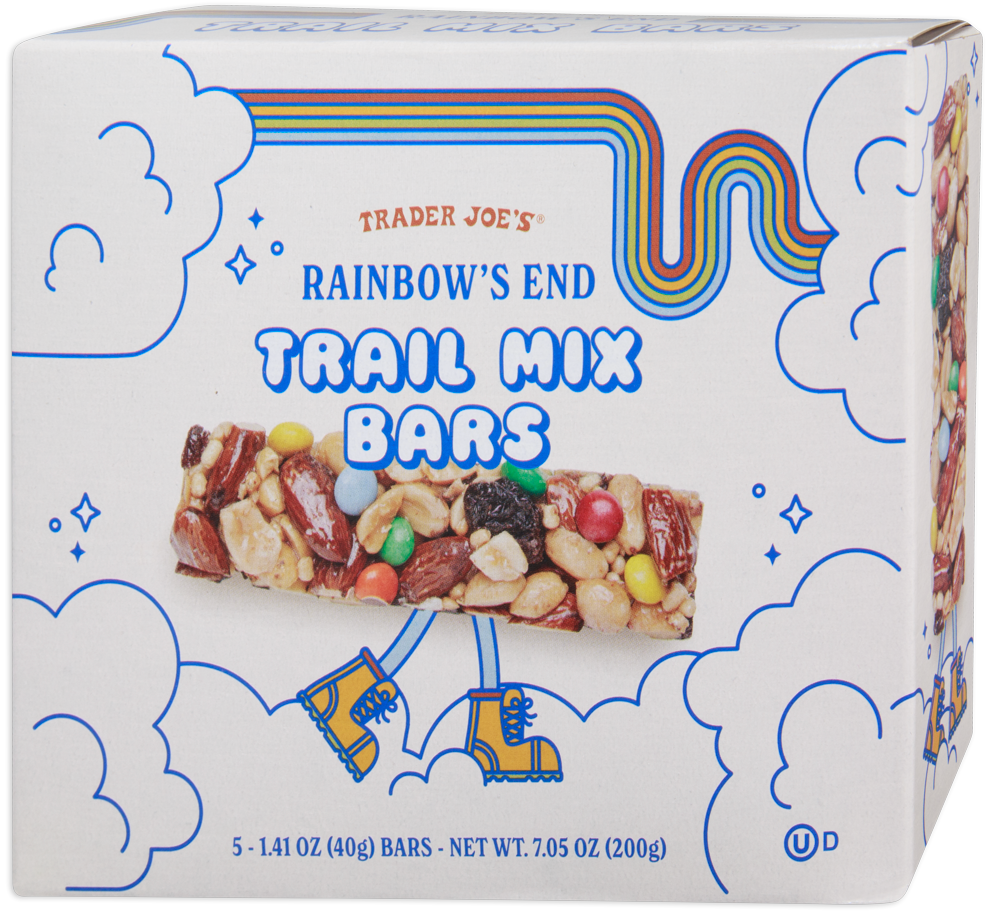 TRADER JOE'S®
RAINBOW'S END
TRAIL MIX
BARS
5 - 1.41 OZ (40g) BARS - NET WT. 7.05 OZ (200g)
U D